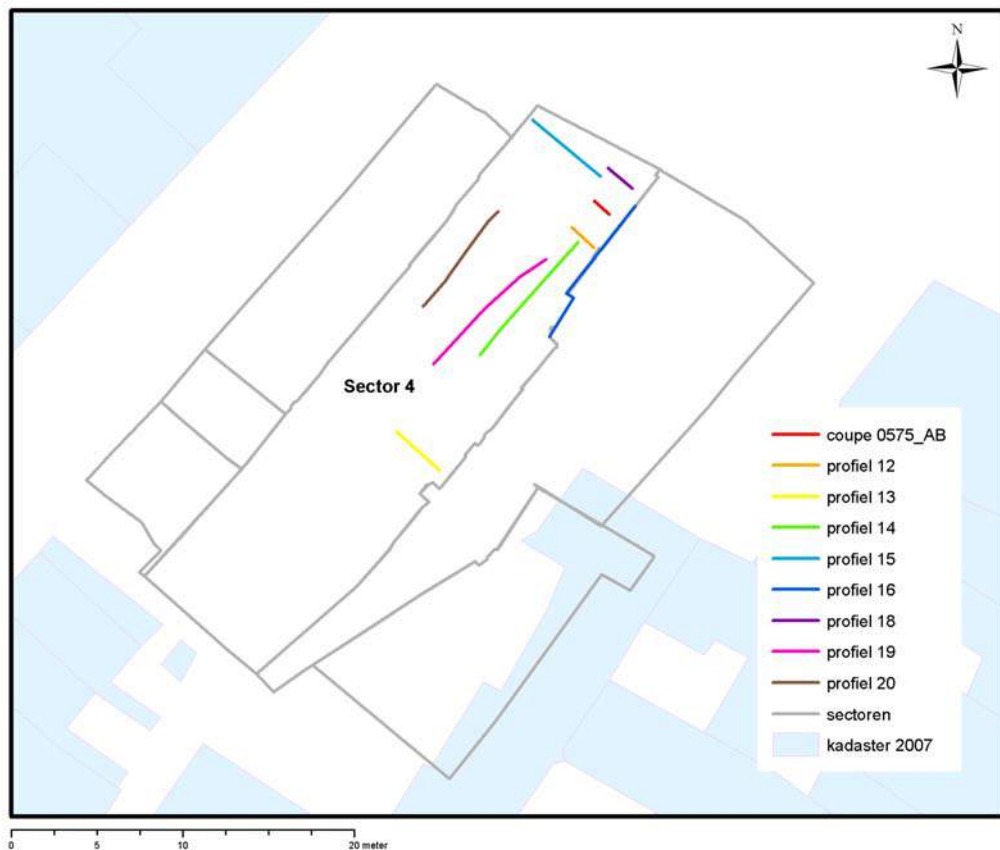 N
Sector 4
coupe 0575_AB
profiel 12
profiel 13
profiel 14
profiel 15
profiel 16
profiel 18
profiel 19
profiel 20
sectoren
kadaster 2007
0 5 10 20 meter